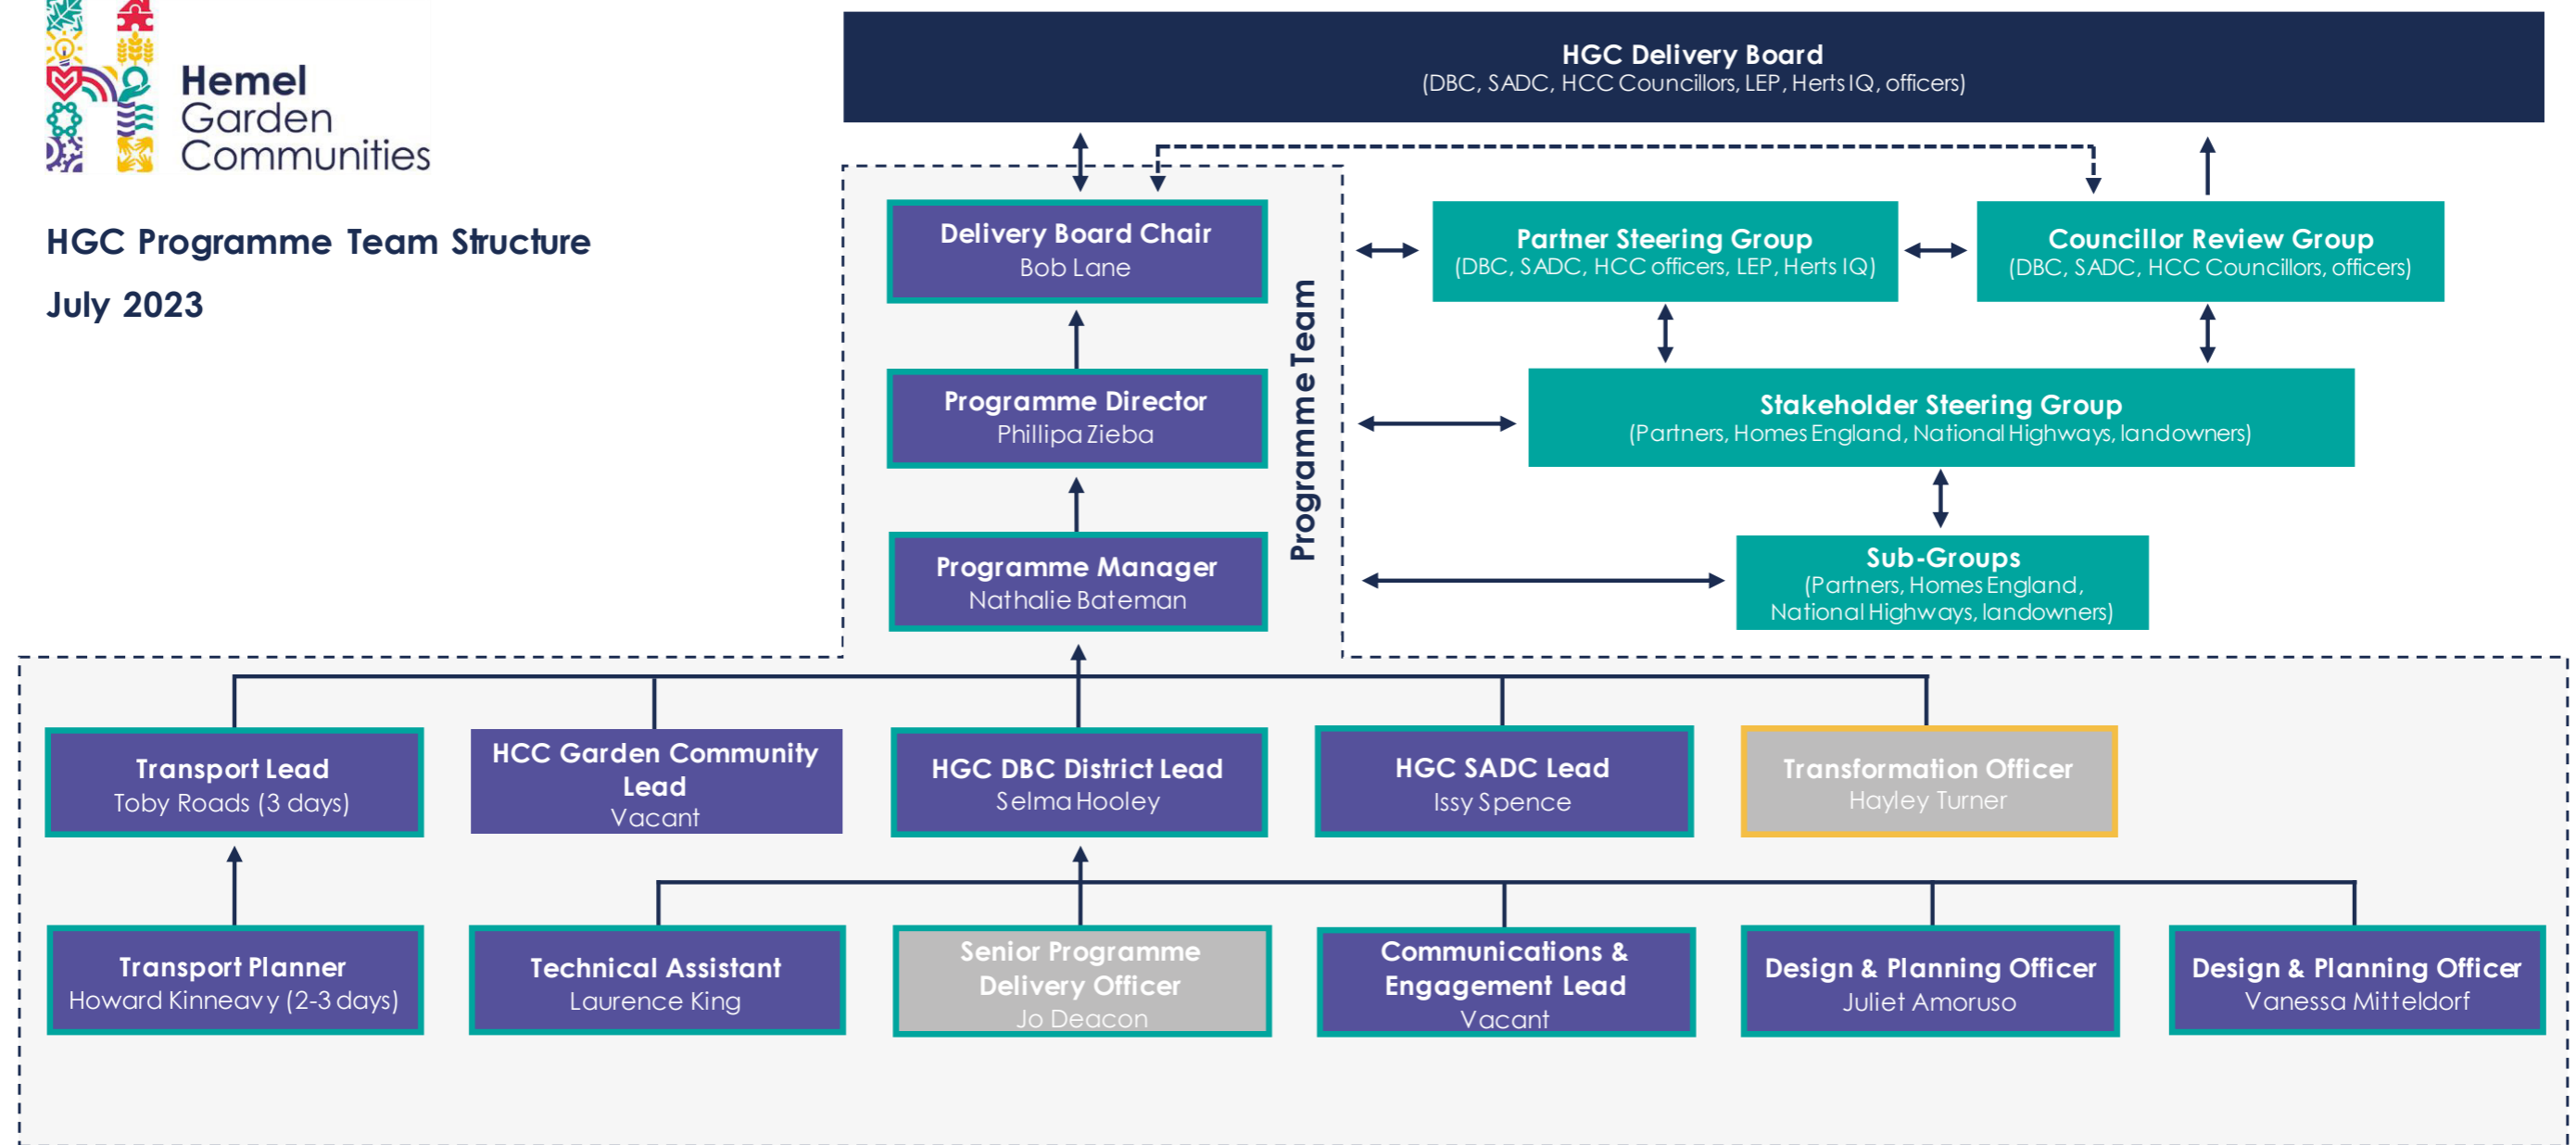 Hemel
Garden
Communities
HGC Programme Team Structure
July 2023
HGC Delivery Board
(DBC, SADC, HCC Councillors, LEP, Herts IQ, officers)
Programme Team
Delivery Board Chair
Bob Lane
Partner Steering Group
(DBC, SADC, HCC officers, LEP, Herts IQ)
Councillor Review Group
(DBC, SADC, HCC Councillors, officers)
Programme Director
Phillipa Zieba
Stakeholder Steering Group
(Partners, Homes England, National Highways, landowners)
Programme Manager
Nathalie Bateman
Sub-Groups
(Partners, Homes England,
National Highways, landowners)
Transport Lead
Toby Roads (3 days)
HCC Garden Community
Lead
Vacant
HGC DBC District Lead
Selma Hooley
HGC SADC Lead
Issy Spence
Transformation Officer
Hayley Turner
Transport Planner
Howard Kinneavy (2-3 days)
Technical Assistant
Laurence King
Senior Programme
Delivery Officer
Jo Deacon
Communications &
Engagement Lead
Vacant
Design & Planning Officer
Juliet Amoruso
Design & Planning Officer
Vanessa Mitteldorf